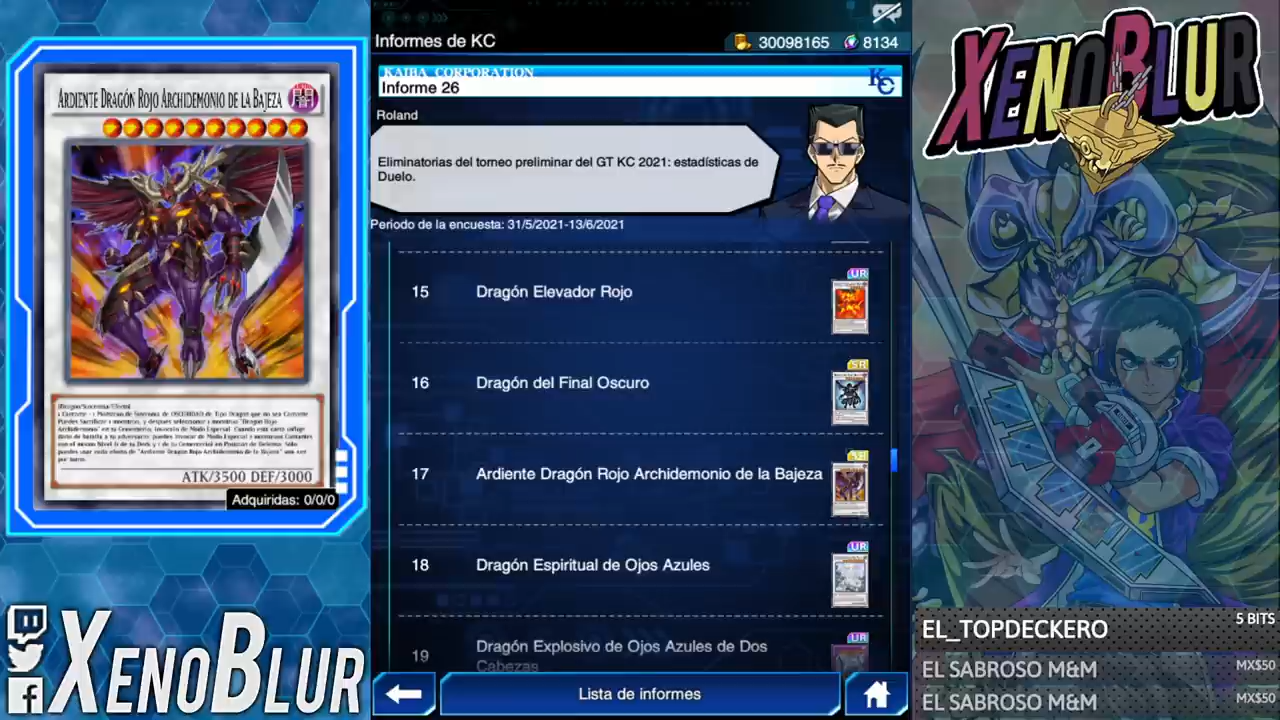 Informes de KC
30098165
8134
KAIBA CORPORATION
Informe 26
KC
Roland
Eliminatorias del torneo preliminar del GT KC 2021: estadísticas de
Duelo.
Periodo de la encuesta: 31/5/2021-13/6/2021
15
Dragón Elevador Rojo
UR
16
Dragón del Final Oscuro
SR
17
Ardiente Dragón Rojo Archidemonio de la Bajeza
SR
18
Dragón Espiritual de Ojos Azules
UR
19
Dragón Explosivo de Ojos Azules de Dos
Cabezas
UR
Lista de informes
Ardiente Dragón Rojo Archidemonio de la Bajeza
ATK/3500 DEF/3000
Adquiridas: 0/0/0
XenoBlur
XenoBlur
EL_TOPDECKERO
5 BITS
EL SABROSO M&M
MX$50
EL SABROSO M&M
MX$50